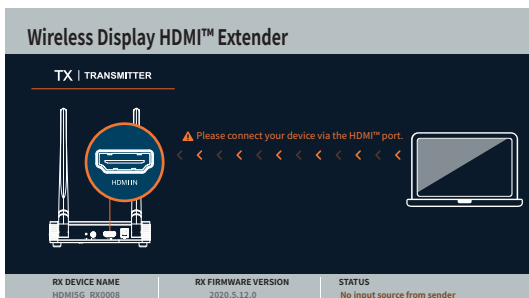 Wireless Display HDMI™ Extender
TX | TRANSMITTER
Please connect your device via the HDMI™ port.
HDMI IN
RX DEVICE NAME
RX FIRMWARE VERSION
STATUS
HDMI5G_RX0008
2020.5.12.0
No input source from sender